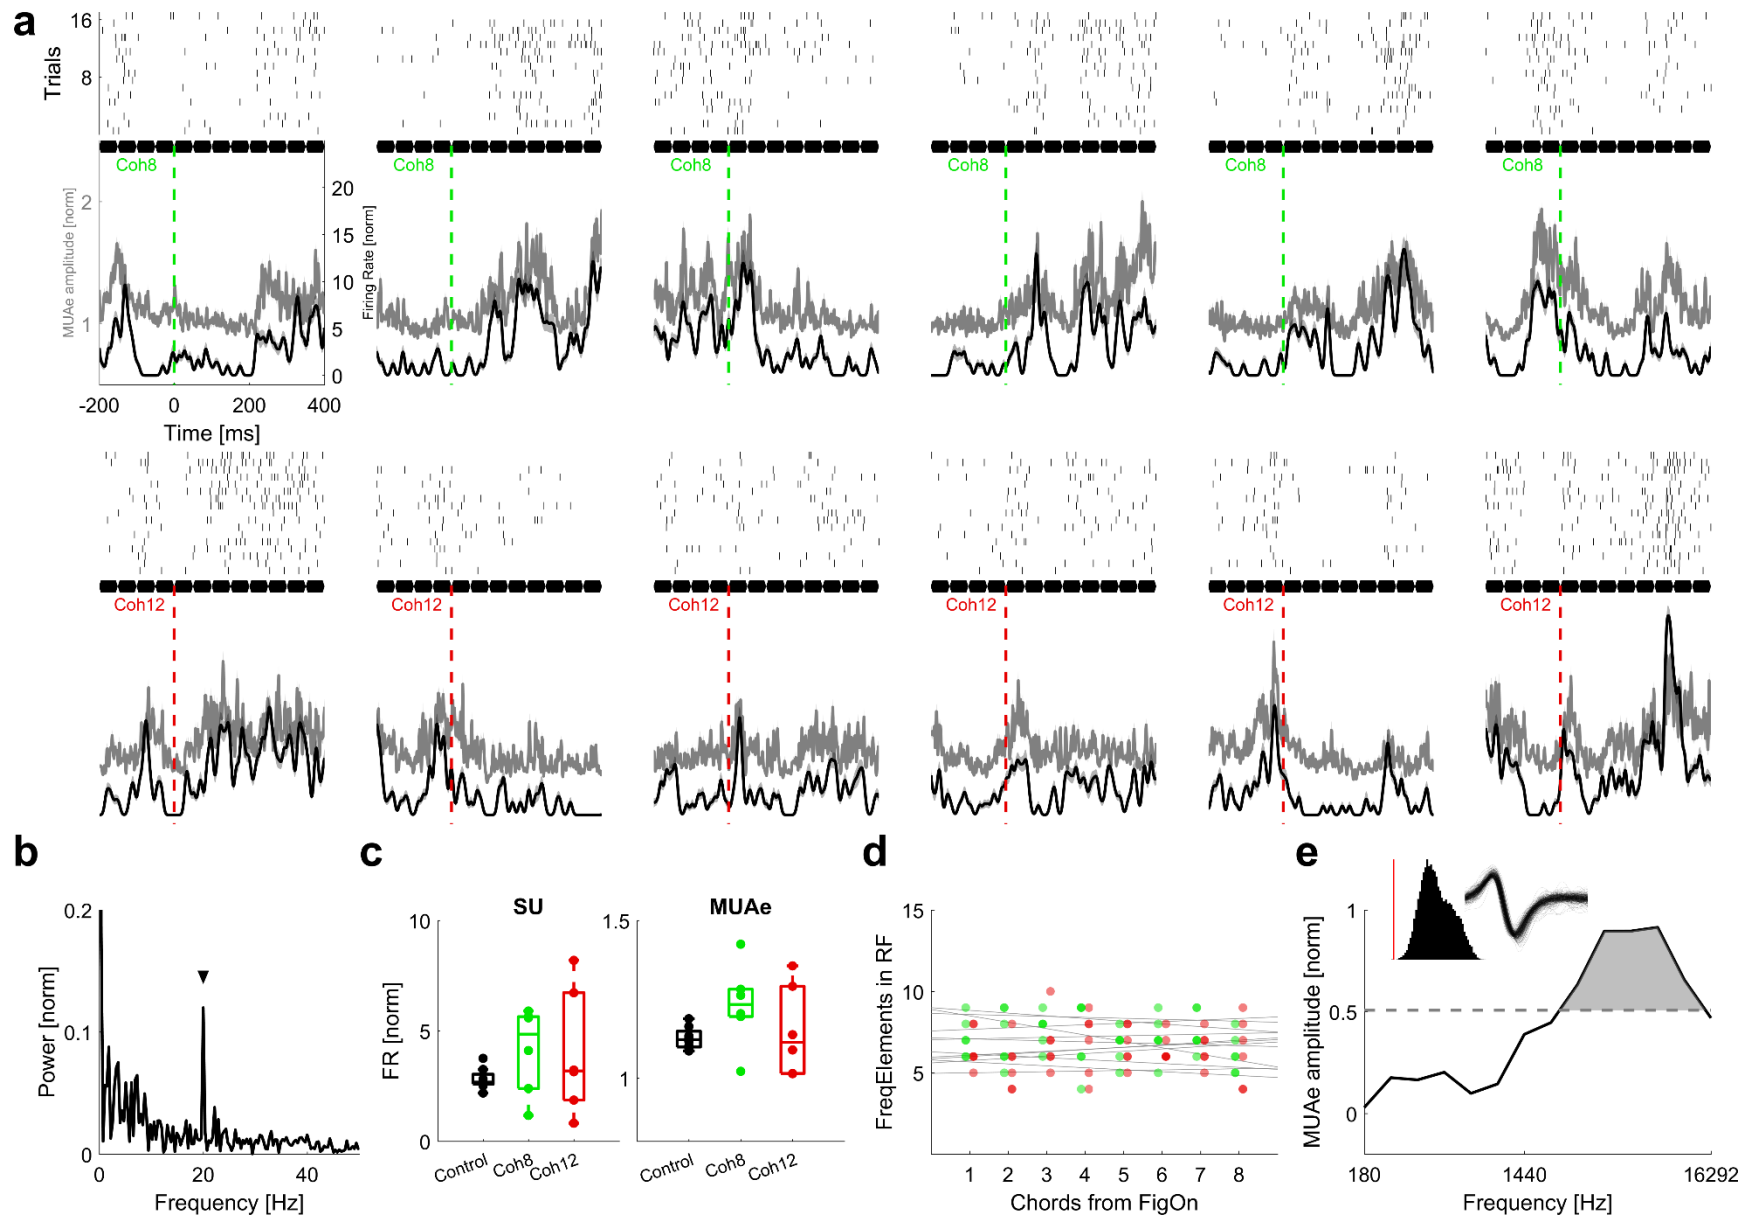 a
16
8
Trials
Coh8 Coh8 Coh8 Coh8 Coh8 Coh8
MUAe amplitude [norm]
2
1
Firing Rate [norm]
20
15
10
5
0
-200 0 200 400
Time [ms]
Coh12 Coh12 Coh12 Coh12 Coh12 Coh12
b
Power [norm]
0.2
0.1
0
0 20 40
Frequency [Hz]
c
SU
FR [norm]
10
5
0
Control Coh8 Coh12
MUAe
1.5
1
Control Coh8 Coh12
d
FreqElements in RF
15
10
5
1 2 3 4 5 6 7 8
Chords from FigOn
e
MUAe amplitude [norm]
1
0.5
0
180 1440 16292
Frequency [Hz]